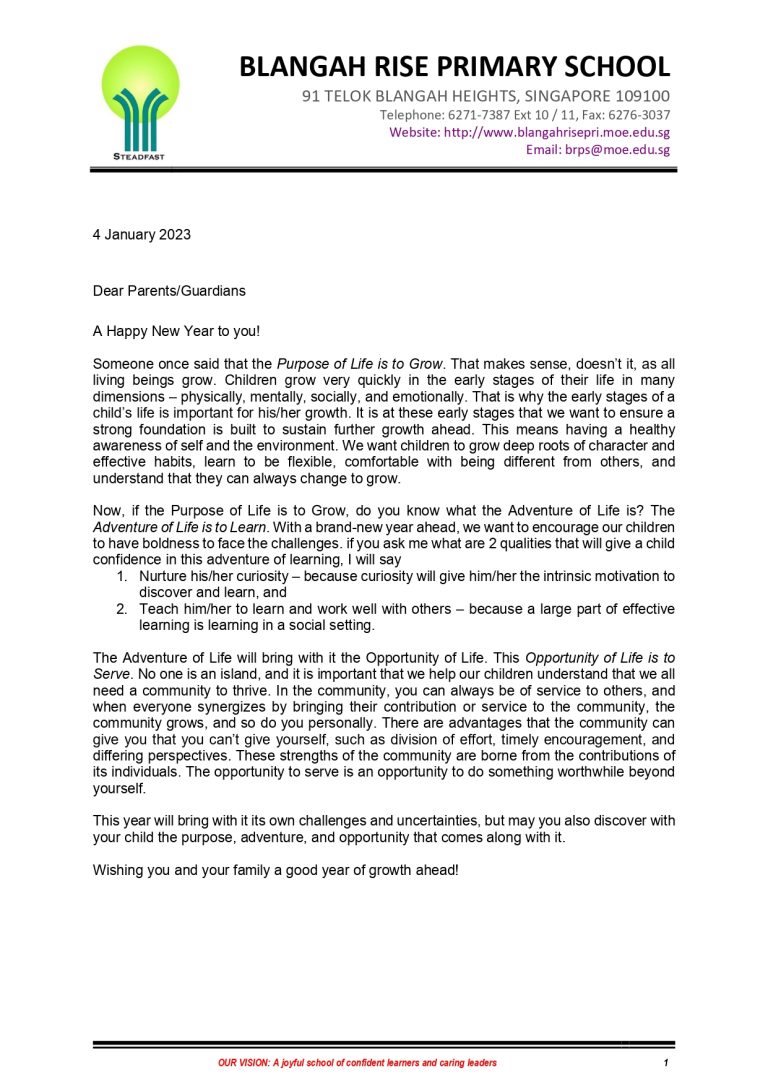 STEADFAST
BLANGAH RISE PRIMARY SCHOOL
91 TELOK BLANGAH HEIGHTS, SINGAPORE 109100
Telephone: 6271-7387 Ext 10 / 11, Fax: 6276-3037
Website: http://www.blangahrisepri.moe.edu.sg
Email: brps@moe.edu.sg
4 January 2023
Dear Parents/Guardians
A Happy New Year to you!
Someone once said that the Purpose of Life is to Grow. That makes sense, doesn’t it, as all
living beings grow. Children grow very quickly in the early stages of their life in many
dimensions – physically, mentally, socially, and emotionally. That is why the early stages of a
child’s life is important for his/her growth. It is at these early stages that we want to ensure a
strong foundation is built to sustain further growth ahead. This means having a healthy
awareness of self and the environment. We want children to grow deep roots of character and
effective habits, learn to be flexible, comfortable with being different from others, and
understand that they can always change to grow.
Now, if the Purpose of Life is to Grow, do you know what the Adventure of Life is? The
Adventure of Life is to Learn. With a brand-new year ahead, we want to encourage our children
to have boldness to face the challenges. if you ask me what are 2 qualities that will give a child
confidence in this adventure of learning, I will say
1. Nurture his/her curiosity – because curiosity will give him/her the intrinsic motivation to
discover and learn, and
2. Teach him/her to learn and work well with others – because a large part of effective
learning is learning in a social setting.
The Adventure of Life will bring with it the Opportunity of Life. This Opportunity of Life is to
Serve. No one is an island, and it is important that we help our children understand that we all
need a community to thrive. In the community, you can always be of service to others, and
when everyone synergizes by bringing their contribution or service to the community, the
community grows, and so do you personally. There are advantages that the community can
give you that you can’t give yourself, such as division of effort, timely encouragement, and
differing perspectives. These strengths of the community are borne from the contributions of
its individuals. The opportunity to serve is an opportunity to do something worthwhile beyond
yourself.
This year will bring with it its own challenges and uncertainties, but may you also discover with
your child the purpose, adventure, and opportunity that comes along with it.
Wishing you and your family a good year of growth ahead!
OUR VISION: A joyful school of confident learners and caring leaders 1